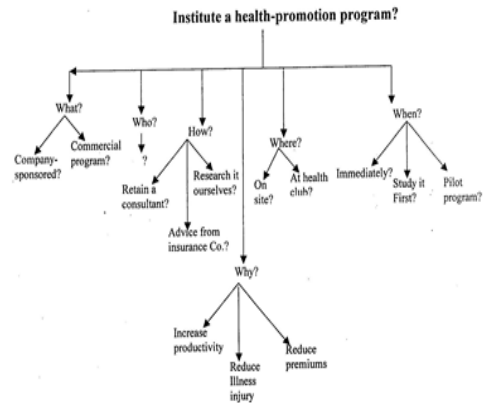 Institute a health-promotion program?
What?
Company-
sponsored?
Commercial
program?
Who?
?
How?
Retain a
consultant?
Advice from
insurance Co.?
Research it
ourselves?
Where?
On
site?
At health
club?
When?
Immediately?
Study it
First?
Pilot
program?
Why?
Increase
productivity
Reduce
Illness
injury
Reduce
premiums